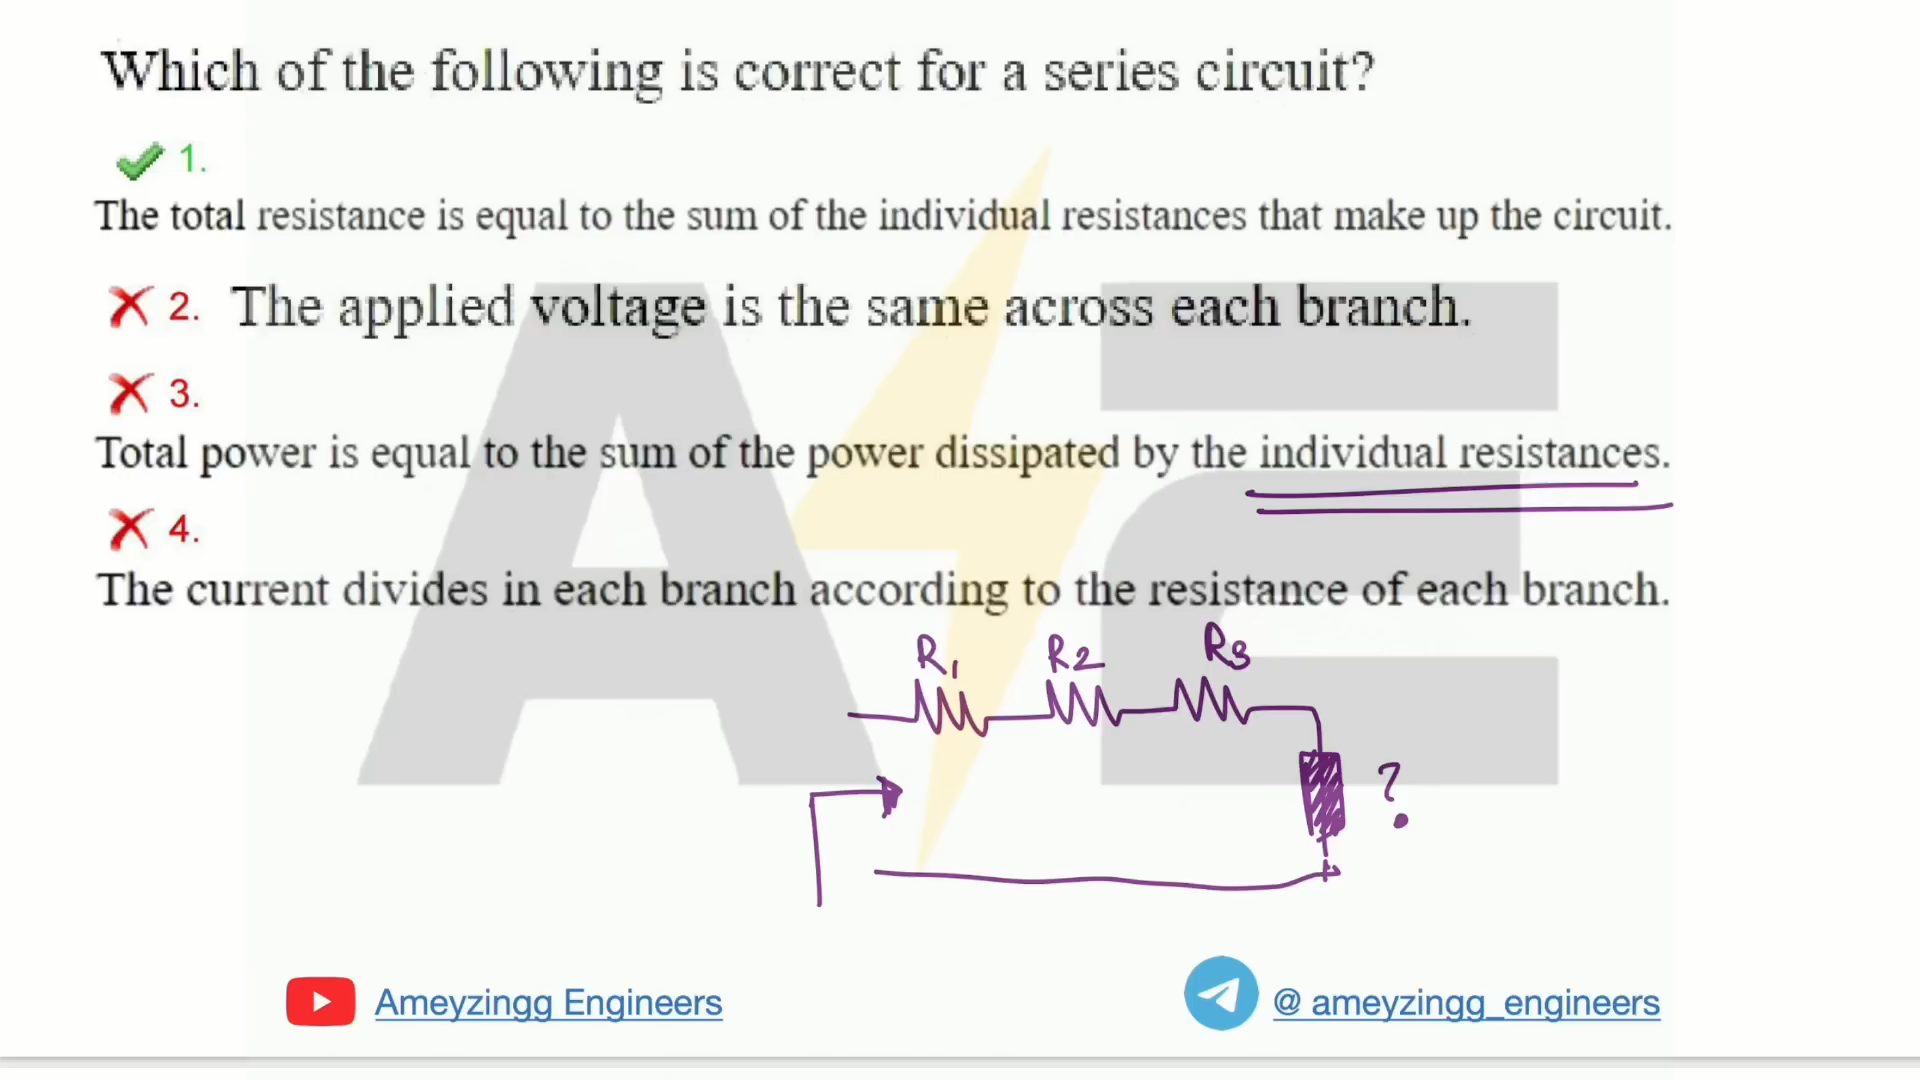 Which of the following is correct for a series circuit?
1.
The total resistance is equal to the sum of the individual resistances that make up the circuit.
2. The applied voltage is the same across each branch.
3.
Total power is equal to the sum of the power dissipated by the individual resistances.
4.
The current divides in each branch according to the resistance of each branch.
R1 R2 R3
?
Ameyzingg Engineers
@ ameyzingg_engineers
AE